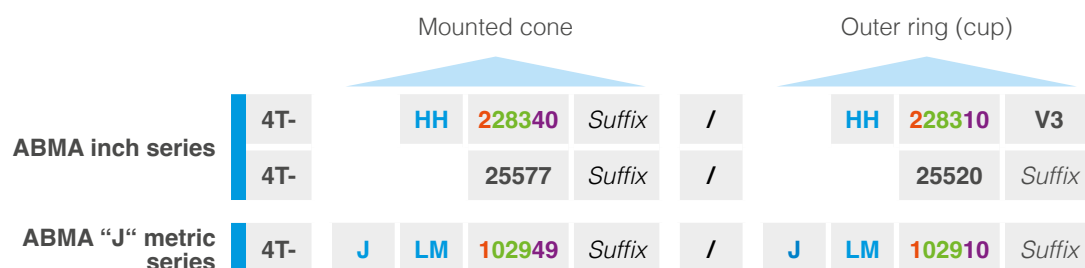 Mounted cone Outer ring (cup)
ABMA inch series
4T- HH 228340 Suffix / HH 228310 V3
4T- 25577 Suffix / 25520 Suffix
ABMA “J“ metric
series
4T- J LM 102949 Suffix / J LM 102910 Suffix